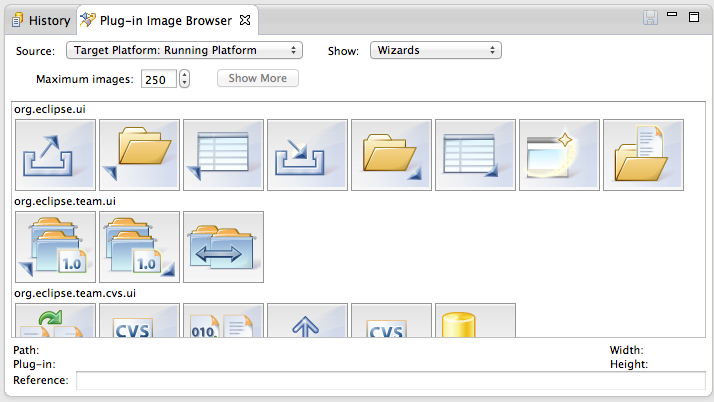 History
Plug-in Image Browser
Source: Target Platform: Running Platform Show: Wizards
Maximum images: 250 Show More
org.eclipse.ui
org.eclipse.team.ui
1.0 1.0
org.eclipse.team.cvs.ui
CVS 010. CVS
Path: Width:
Plug-in: Height:
Reference: